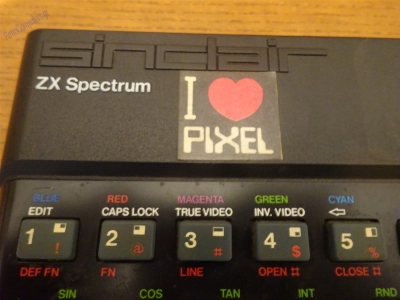 sinclair
ZX Spectrum
I ❤ PIXEL
BLUE RED MAGENTA GREEN CYAN
EDIT CAPS LOCK TRUE VIDEO INV. VIDEO
1 ! 2 @ 3 # 4 $ 5 %
DEF FN FN LINE OPEN # CLOSE #
SIN COS TAN INT RND